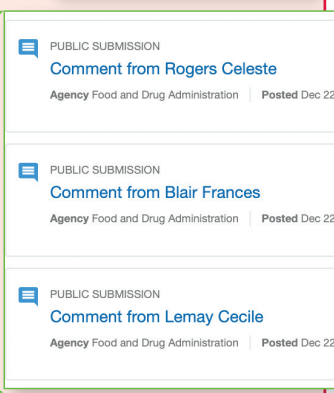 PUBLIC SUBMISSION
Comment from Rogers Celeste
Agency Food and Drug Administration Posted Dec 22
PUBLIC SUBMISSION
Comment from Blair Frances
Agency Food and Drug Administration Posted Dec 22
PUBLIC SUBMISSION
Comment from Lemay Cecile
Agency Food and Drug Administration Posted Dec 22